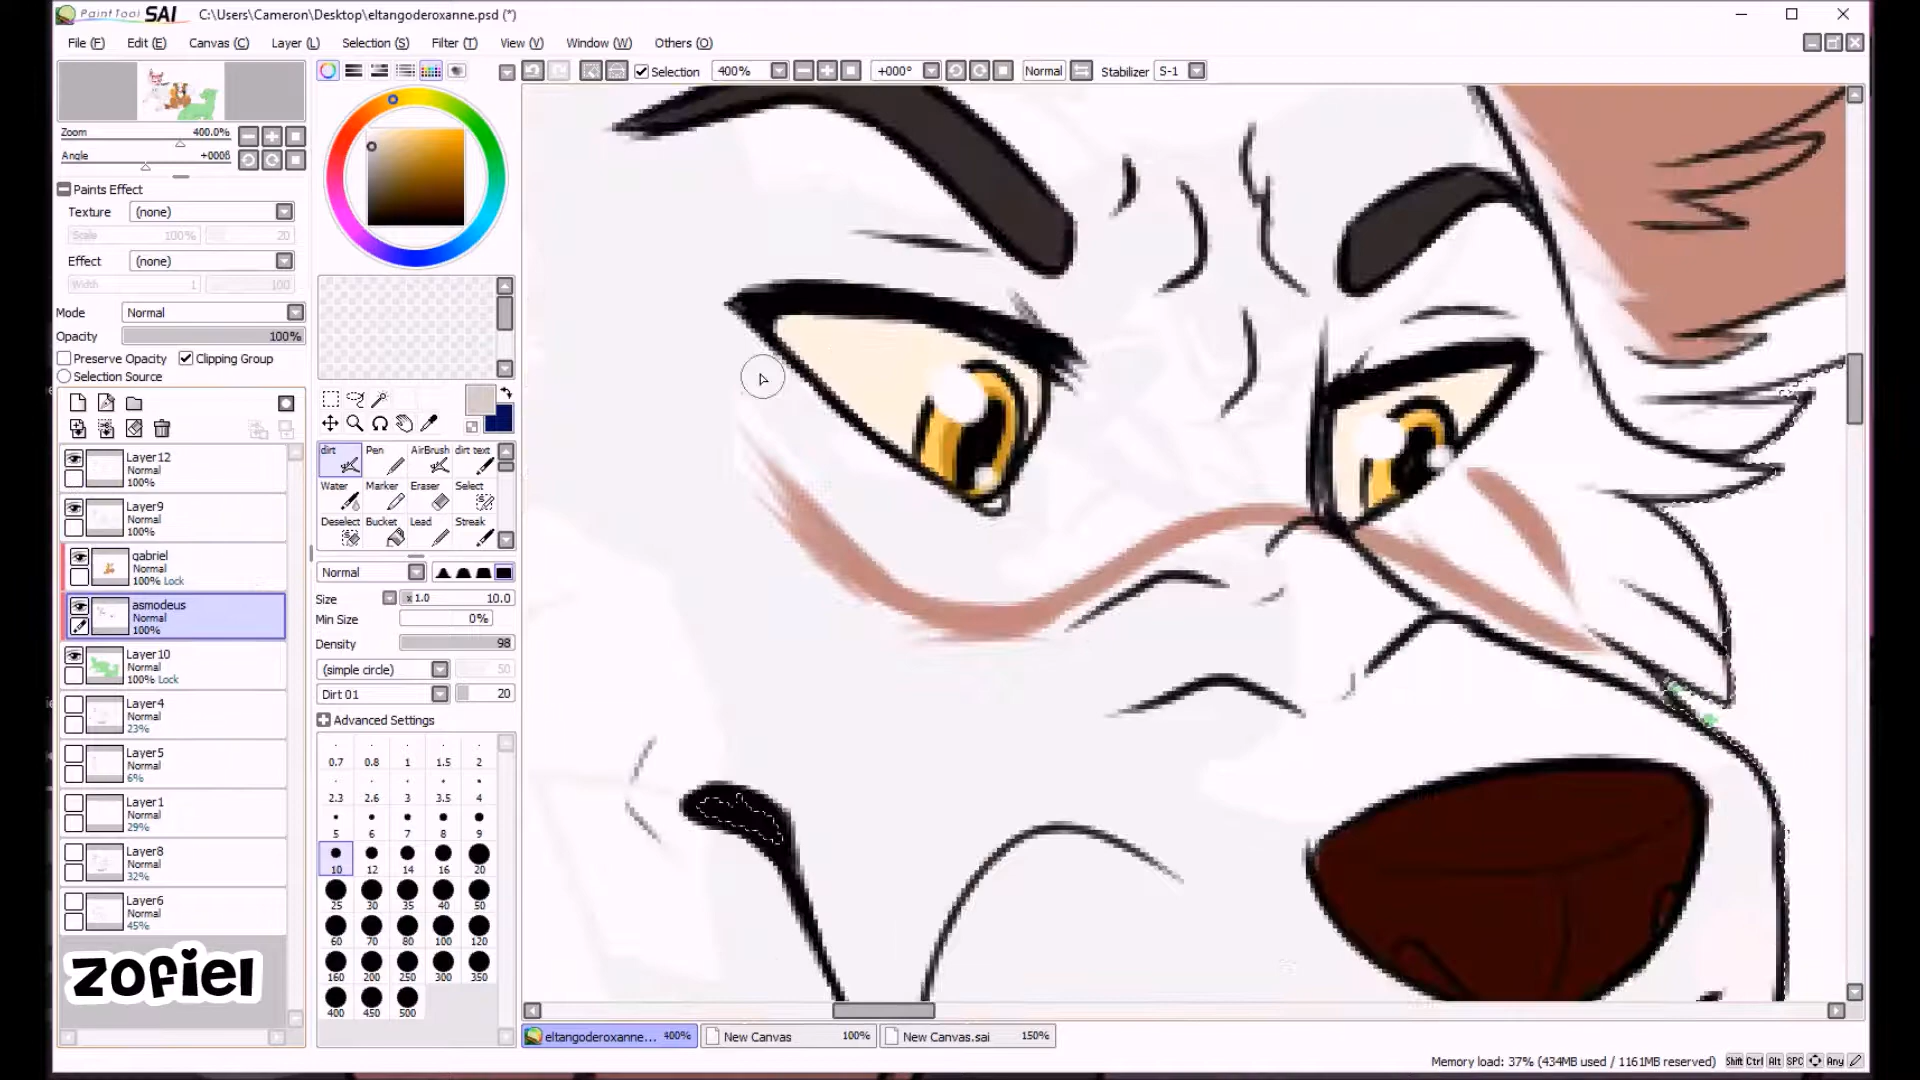 PaintTool SAI C:\Users\Cameron\Desktop\eltangoderoxanne.psd (*)
File (F) Edit (E) Canvas (C) Layer (L) Selection (S) Filter (T) View (V) Window (W) Others (O)
Selection 400% +000° Normal Stabilizer S-1
Zoom 400.0%
Angle
Paints Effect
Texture (none)
Scale 100% 20
Effect (none)
Width 1 100
Mode Normal
Opacity 100%
Preserve Opacity Clipping Group
Selection Source
Layer12
Normal
100%
Layer9
Normal
100%
gabriel
Normal
100% Lock
asmodeus
Normal
100%
Layer10
Normal
100% Lock
Layer4
Normal
23%
Layer5
Normal
6%
Layer1
Normal
29%
Layer8
Normal
32%
Layer6
Normal
45%
zofiel
dirt Pen AirBrush dirt text
Water Marker Eraser Select
Deselect Bucket Lead Streak
Normal
Size x 1.0 10.0
Min Size 0%
Density 98
(simple circle) 50
Dirt 01 20
Advanced Settings
0.7 0.8 1 1.5 2
2.3 2.6 3 3.5 4
5 6 7 8 9
10 12 14 16 20
25 30 35 40 50
60 70 80 100 120
160 200 250 300 350
400 450 500
eltangoderoxanne... 400% New Canvas 100% New Canvas.sai 150%
Memory load: 37% (434MB used / 1161MB reserved) Shift Ctrl Alt SPC Any